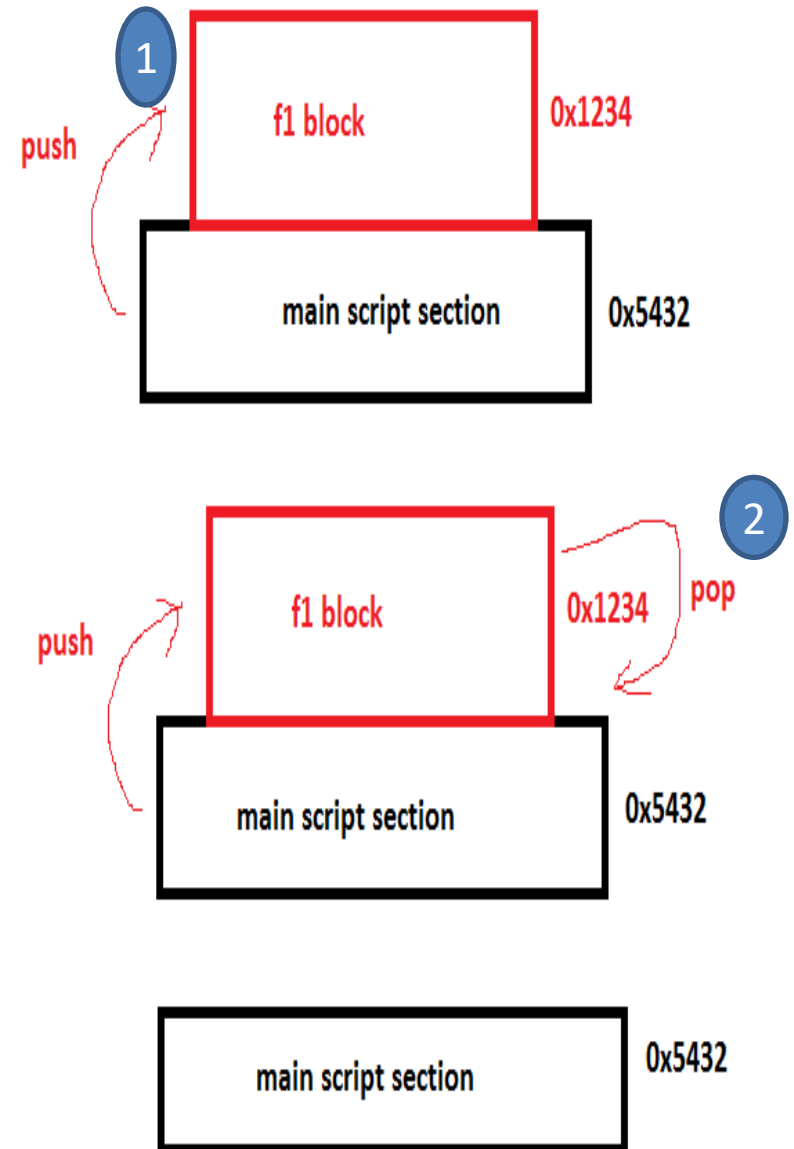 1
f1 block
0x1234
push
main script section
0x5432
2
f1 block
0x1234
pop
push
main script section
0x5432
main script section
0x5432